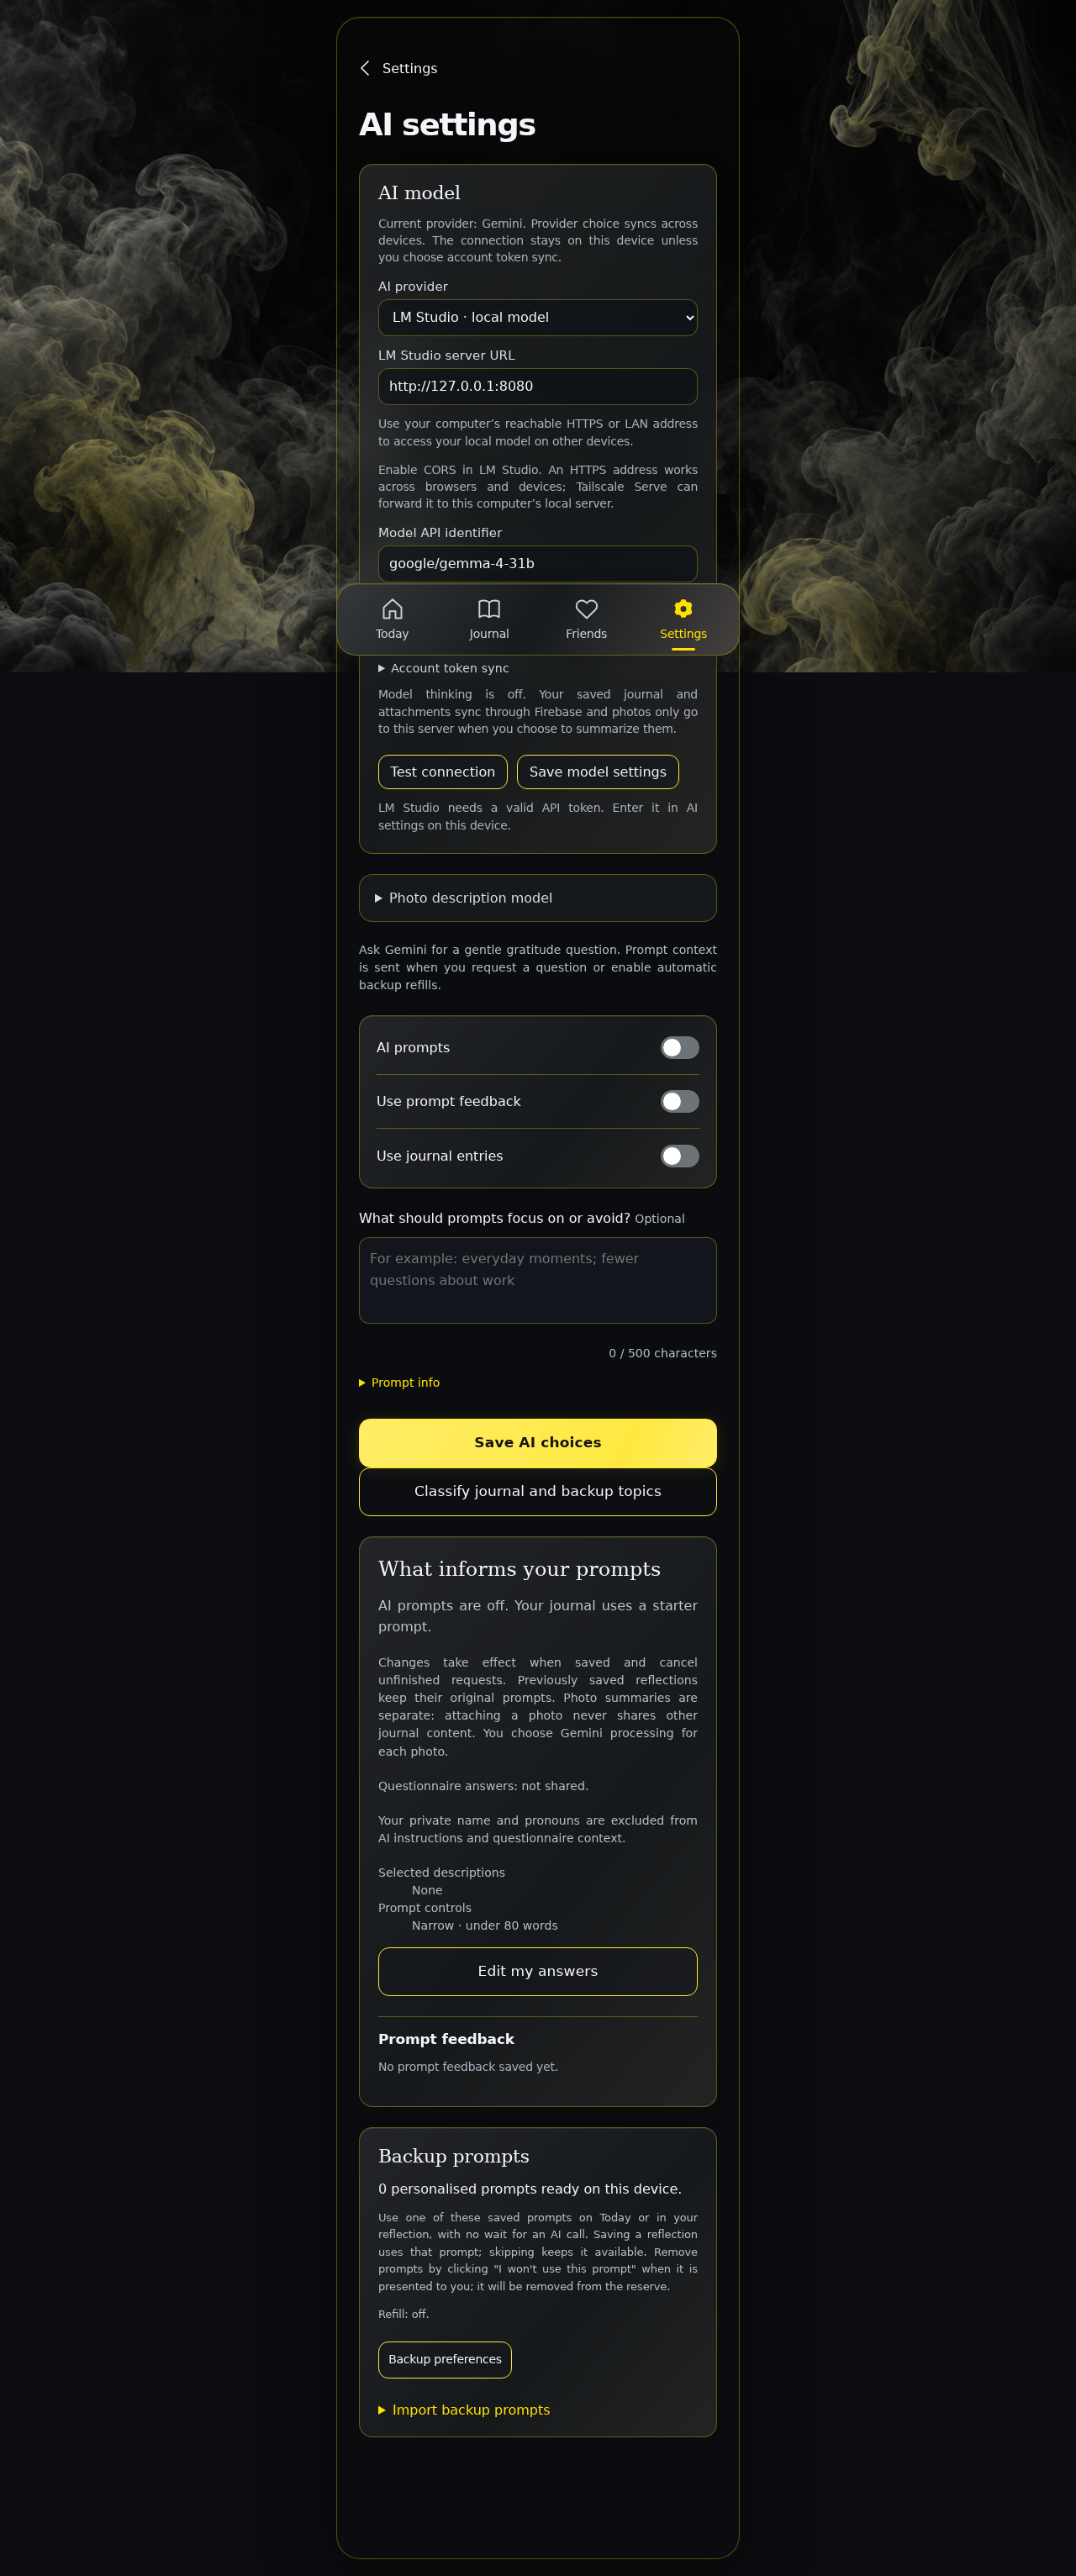 Settings
AI settings
AI model
Current provider: Gemini. Provider choice syncs across
devices. The connection stays on this device unless
you choose account token sync.
AI provider
LM Studio · local model
LM Studio server URL
http://127.0.0.1:8080
Use your computer’s reachable HTTPS or LAN address
to access your local model on other devices.
Enable CORS in LM Studio. An HTTPS address works
across browsers and devices; Tailscale Serve can
forward it to this computer’s local server.
Model API identifier
google/gemma-4-31b
Today
Journal
Friends
Settings
Account token sync
Model thinking is off. Your saved journal and
attachments sync through Firebase and photos only go
to this server when you choose to summarize them.
Test connection
Save model settings
LM Studio needs a valid API token. Enter it in AI
settings on this device.
Photo description model
Ask Gemini for a gentle gratitude question. Prompt context
is sent when you request a question or enable automatic
backup refills.
AI prompts
Use prompt feedback
Use journal entries
What should prompts focus on or avoid? Optional
For example: everyday moments; fewer
questions about work
0 / 500 characters
Prompt info
Save AI choices
Classify journal and backup topics
What informs your prompts
AI prompts are off. Your journal uses a starter
prompt.
Changes take effect when saved and cancel
unfinished requests. Previously saved reflections
keep their original prompts. Photo summaries are
separate: attaching a photo never shares other
journal content. You choose Gemini processing for
each photo.
Questionnaire answers: not shared.
Your private name and pronouns are excluded from
AI instructions and questionnaire context.
Selected descriptions
None
Prompt controls
Narrow · under 80 words
Edit my answers
Prompt feedback
No prompt feedback saved yet.
Backup prompts
0 personalised prompts ready on this device.
Use one of these saved prompts on Today or in your
reflection, with no wait for an AI call. Saving a reflection
uses that prompt; skipping keeps it available. Remove
prompts by clicking "I won't use this prompt" when it is
presented to you; it will be removed from the reserve.
Refill: off.
Backup preferences
Import backup prompts